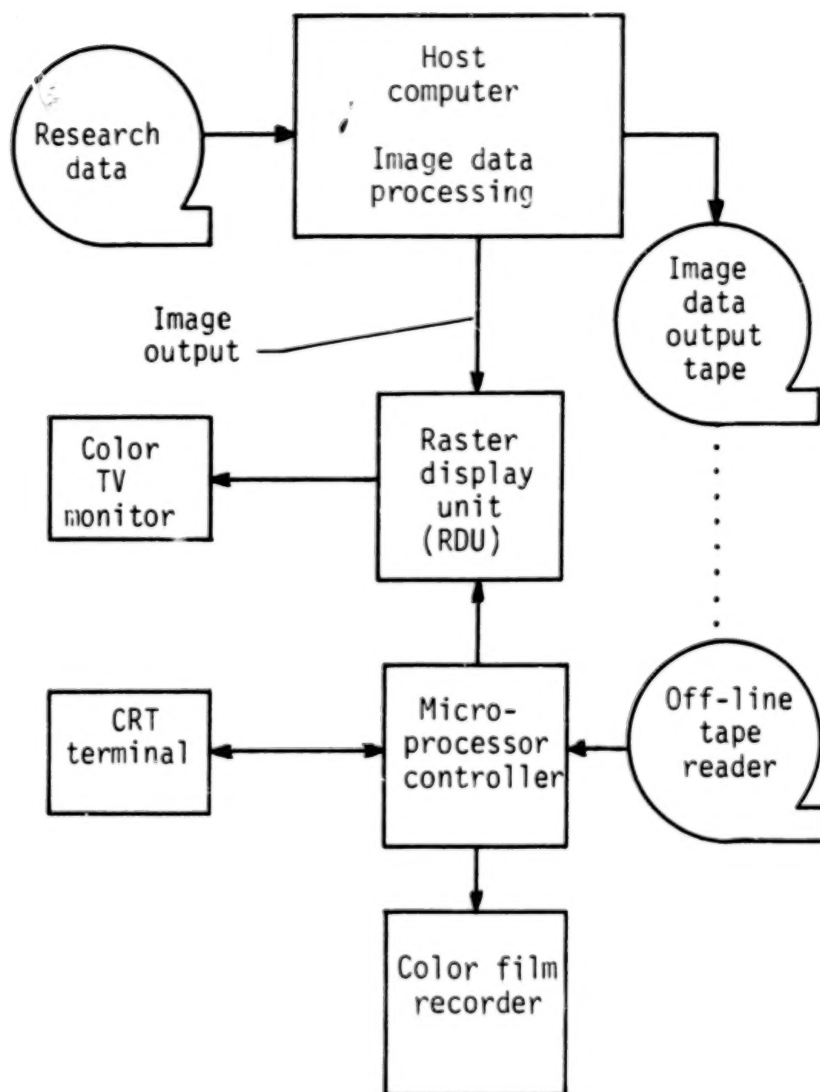 Host
computer
Image data
processing
Research
data
Image
data
output
tape
Image
output
Color
TV
monitor
Raster
display
unit
(RDU)
CRT
terminal
Micro-
processor
controller
Off-line
tape
reader
Color film
recorder